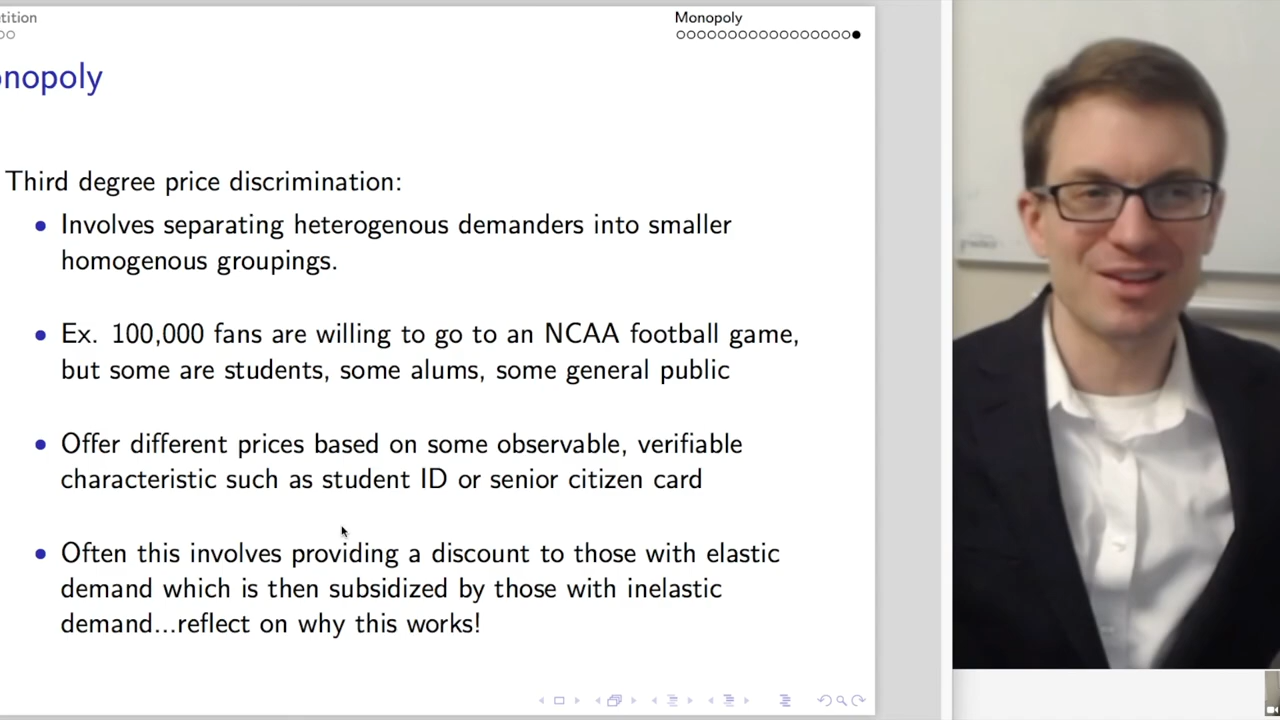 tition
Monopoly
onopoly
Third degree price discrimination:
Involves separating heterogenous demanders into smaller
homogenous groupings.
Ex. 100,000 fans are willing to go to an NCAA football game,
but some are students, some alums, some general public
Offer different prices based on some observable, verifiable
characteristic such as student ID or senior citizen card
Often this involves providing a discount to those with elastic
demand which is then subsidized by those with inelastic
demand...reflect on why this works!